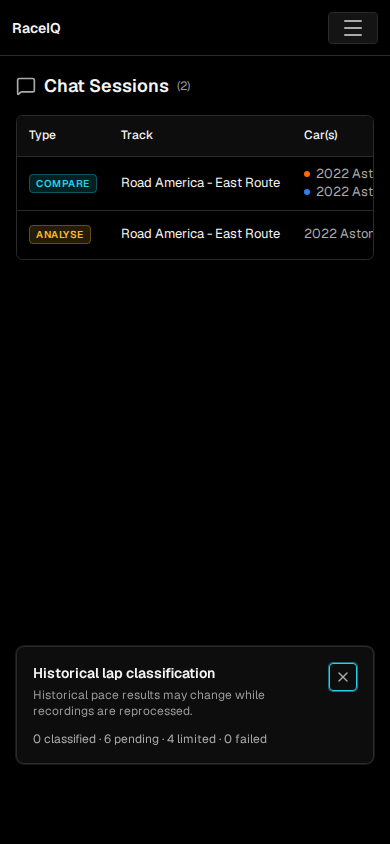 RaceIQ
Chat Sessions (2)
Type Track Car(s)
COMPARE Road America - East Route 2022 Ast
2022 Ast
ANALYSE Road America - East Route 2022 Aston
Historical lap classification
Historical pace results may change while
recordings are reprocessed.
0 classified · 6 pending · 4 limited · 0 failed